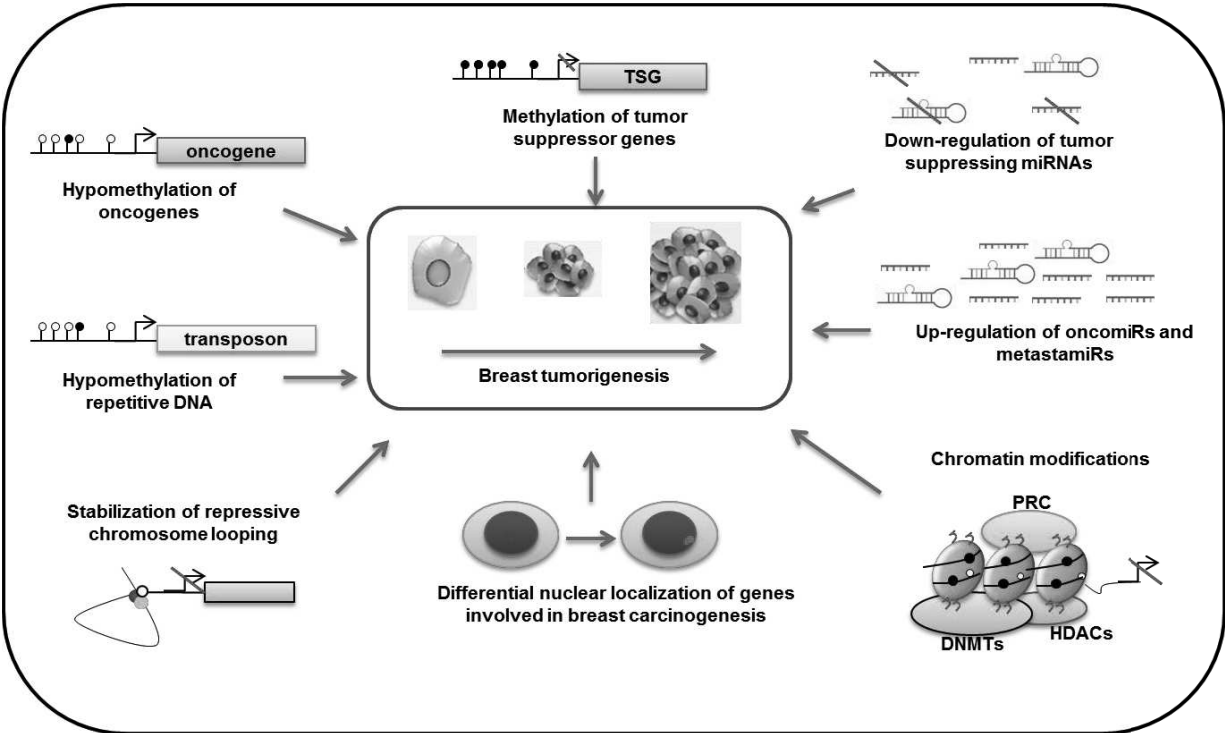 TSG
Methylation of tumor
suppressor genes
Down-regulation of tumor
suppressing miRNAs
oncogene
Hypomethylation of
oncogenes
transposon
Hypomethylation of
repetitive DNA
Breast tumorigenesis
Up-regulation of oncomiRs and
metastamiRs
Stabilization of repressive
chromosome looping
Differential nuclear localization of genes
involved in breast carcinogenesis
Chromatin modifications
PRC
HDACs
DNMTs